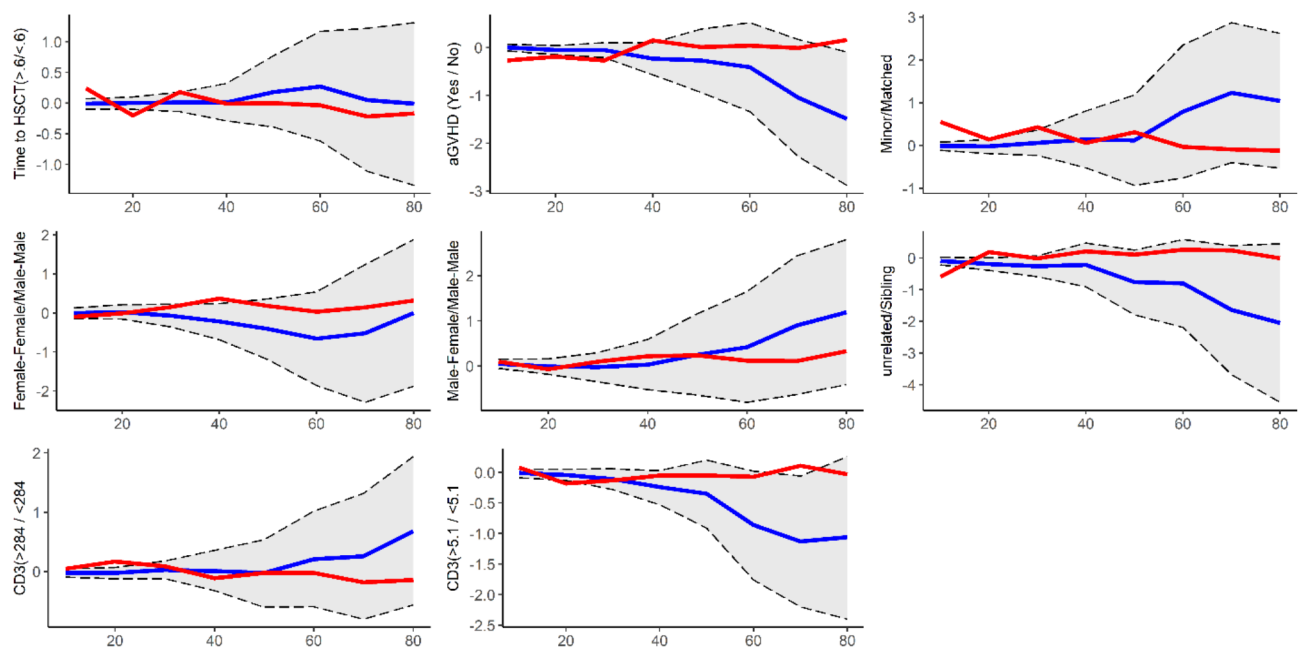 Time to HSCT(>.6/<.6)
1.0
0.5
0.0
-0.5
-1.0
20 40 60 80
aGVHD (Yes / No)
0
-1
-2
-3
20 40 60 80
Minor/Matched
3
2
1
0
-1
20 40 60 80
Female-Female/Male-Male
2
1
0
-1
-2
20 40 60 80
Male-Female/Male-Male
2
1
0
20 40 60 80
unrelated/Sibling
0
-1
-2
-3
-4
20 40 60 80
CD3(>284 / <284
2
1
0
20 40 60 80
CD3(>5.1 / <5.1
0.0
-0.5
-1.0
-1.5
-2.0
-2.5
20 40 60 80